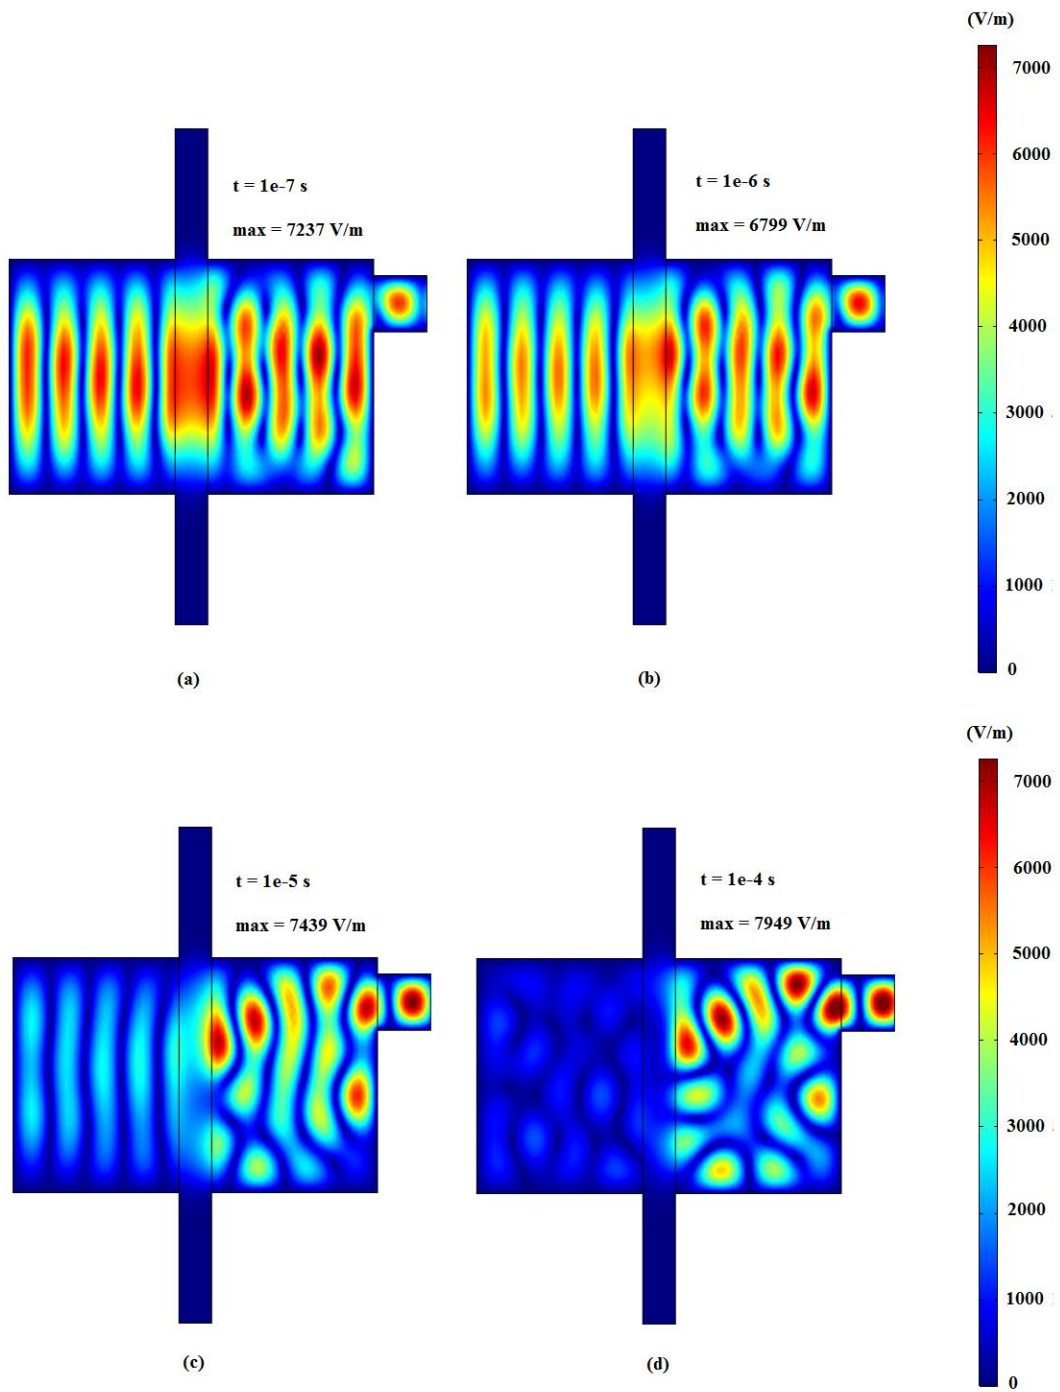 (V/m)
7000
t = 1e-7 s
max = 7237 V/m
t = 1e-6 s
max = 6799 V/m
6000
5000
4000
3000
2000
1000
0
(a)
(b)
(V/m)
7000
t = 1e-5 s
max = 7439 V/m
t = 1e-4 s
max = 7949 V/m
6000
5000
4000
3000
2000
1000
0
(c)
(d)